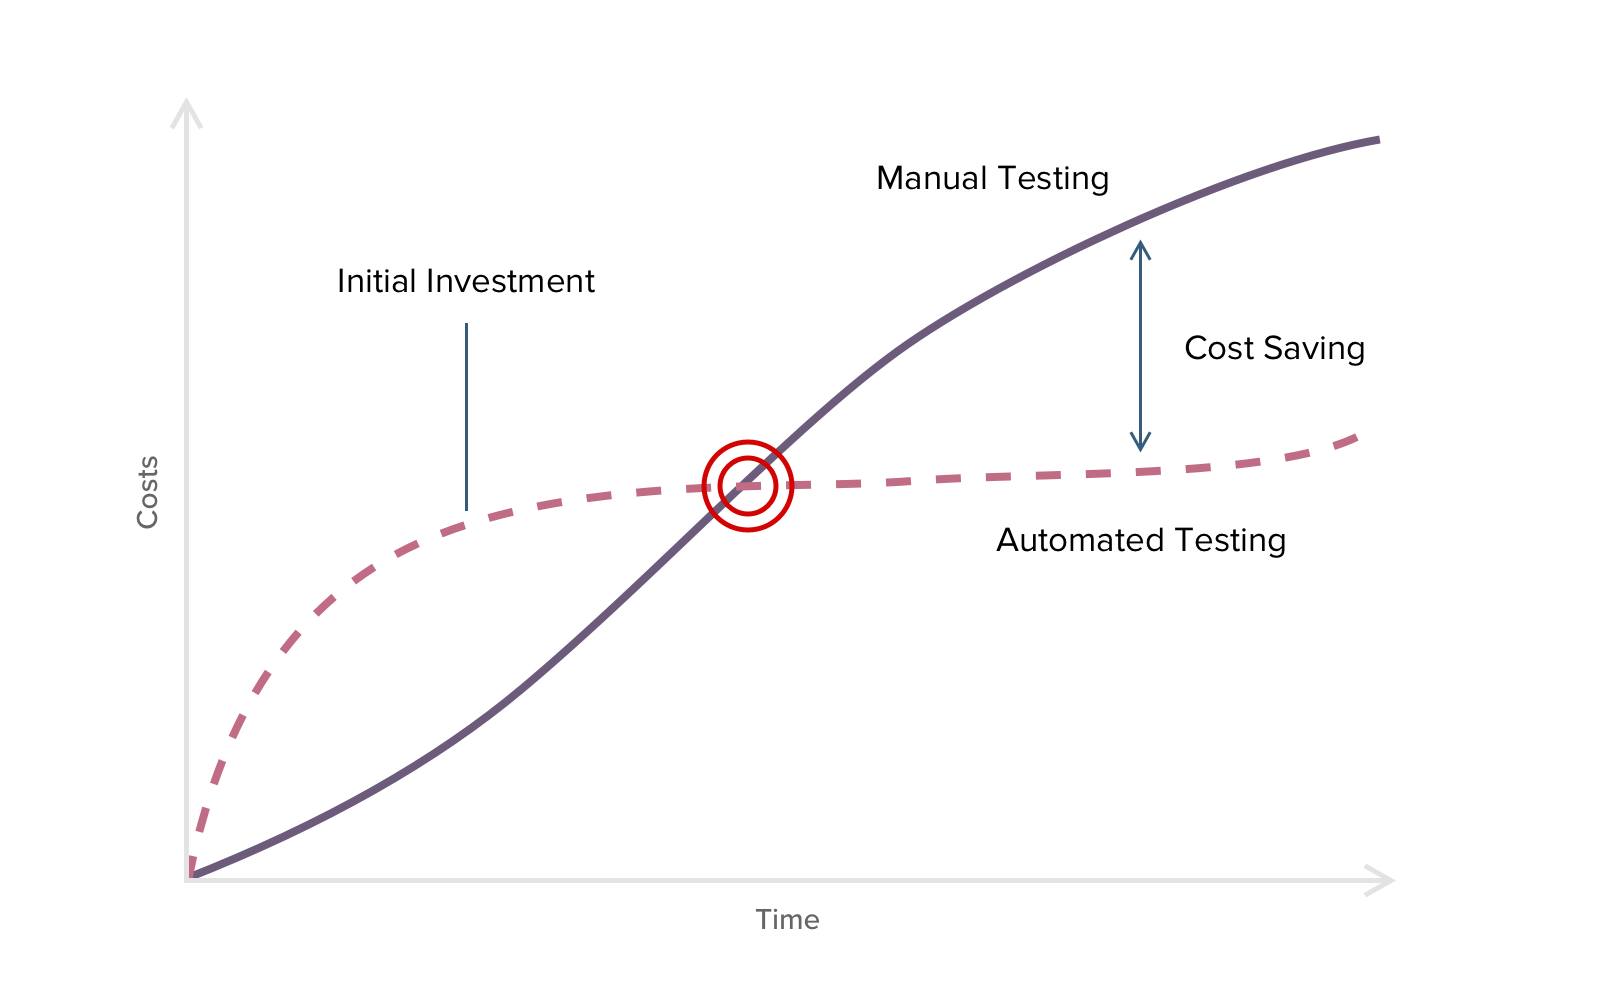 Manual Testing
Initial Investment
Cost Saving
Costs
Automated Testing
Time